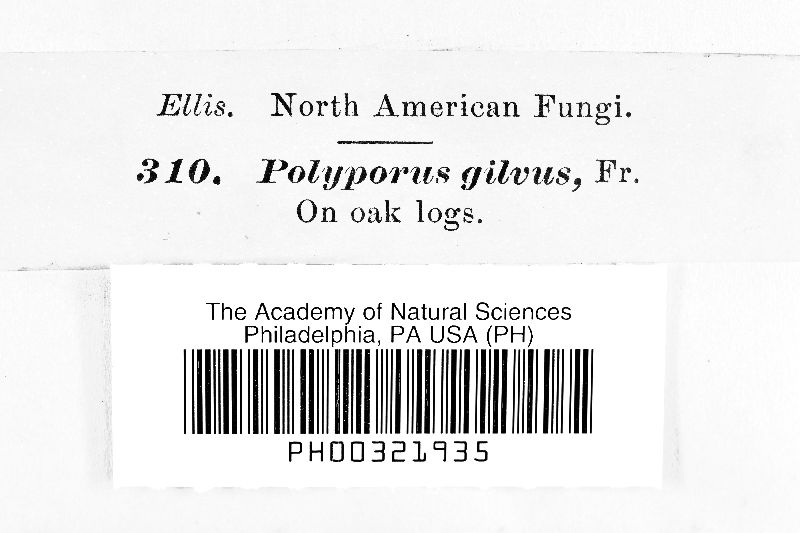 Ellis. North American Fungi.
310. Polyporus gilvus, Fr.
On oak logs.
The Academy of Natural Sciences
Philadelphia, PA USA (PH)
PH00321935